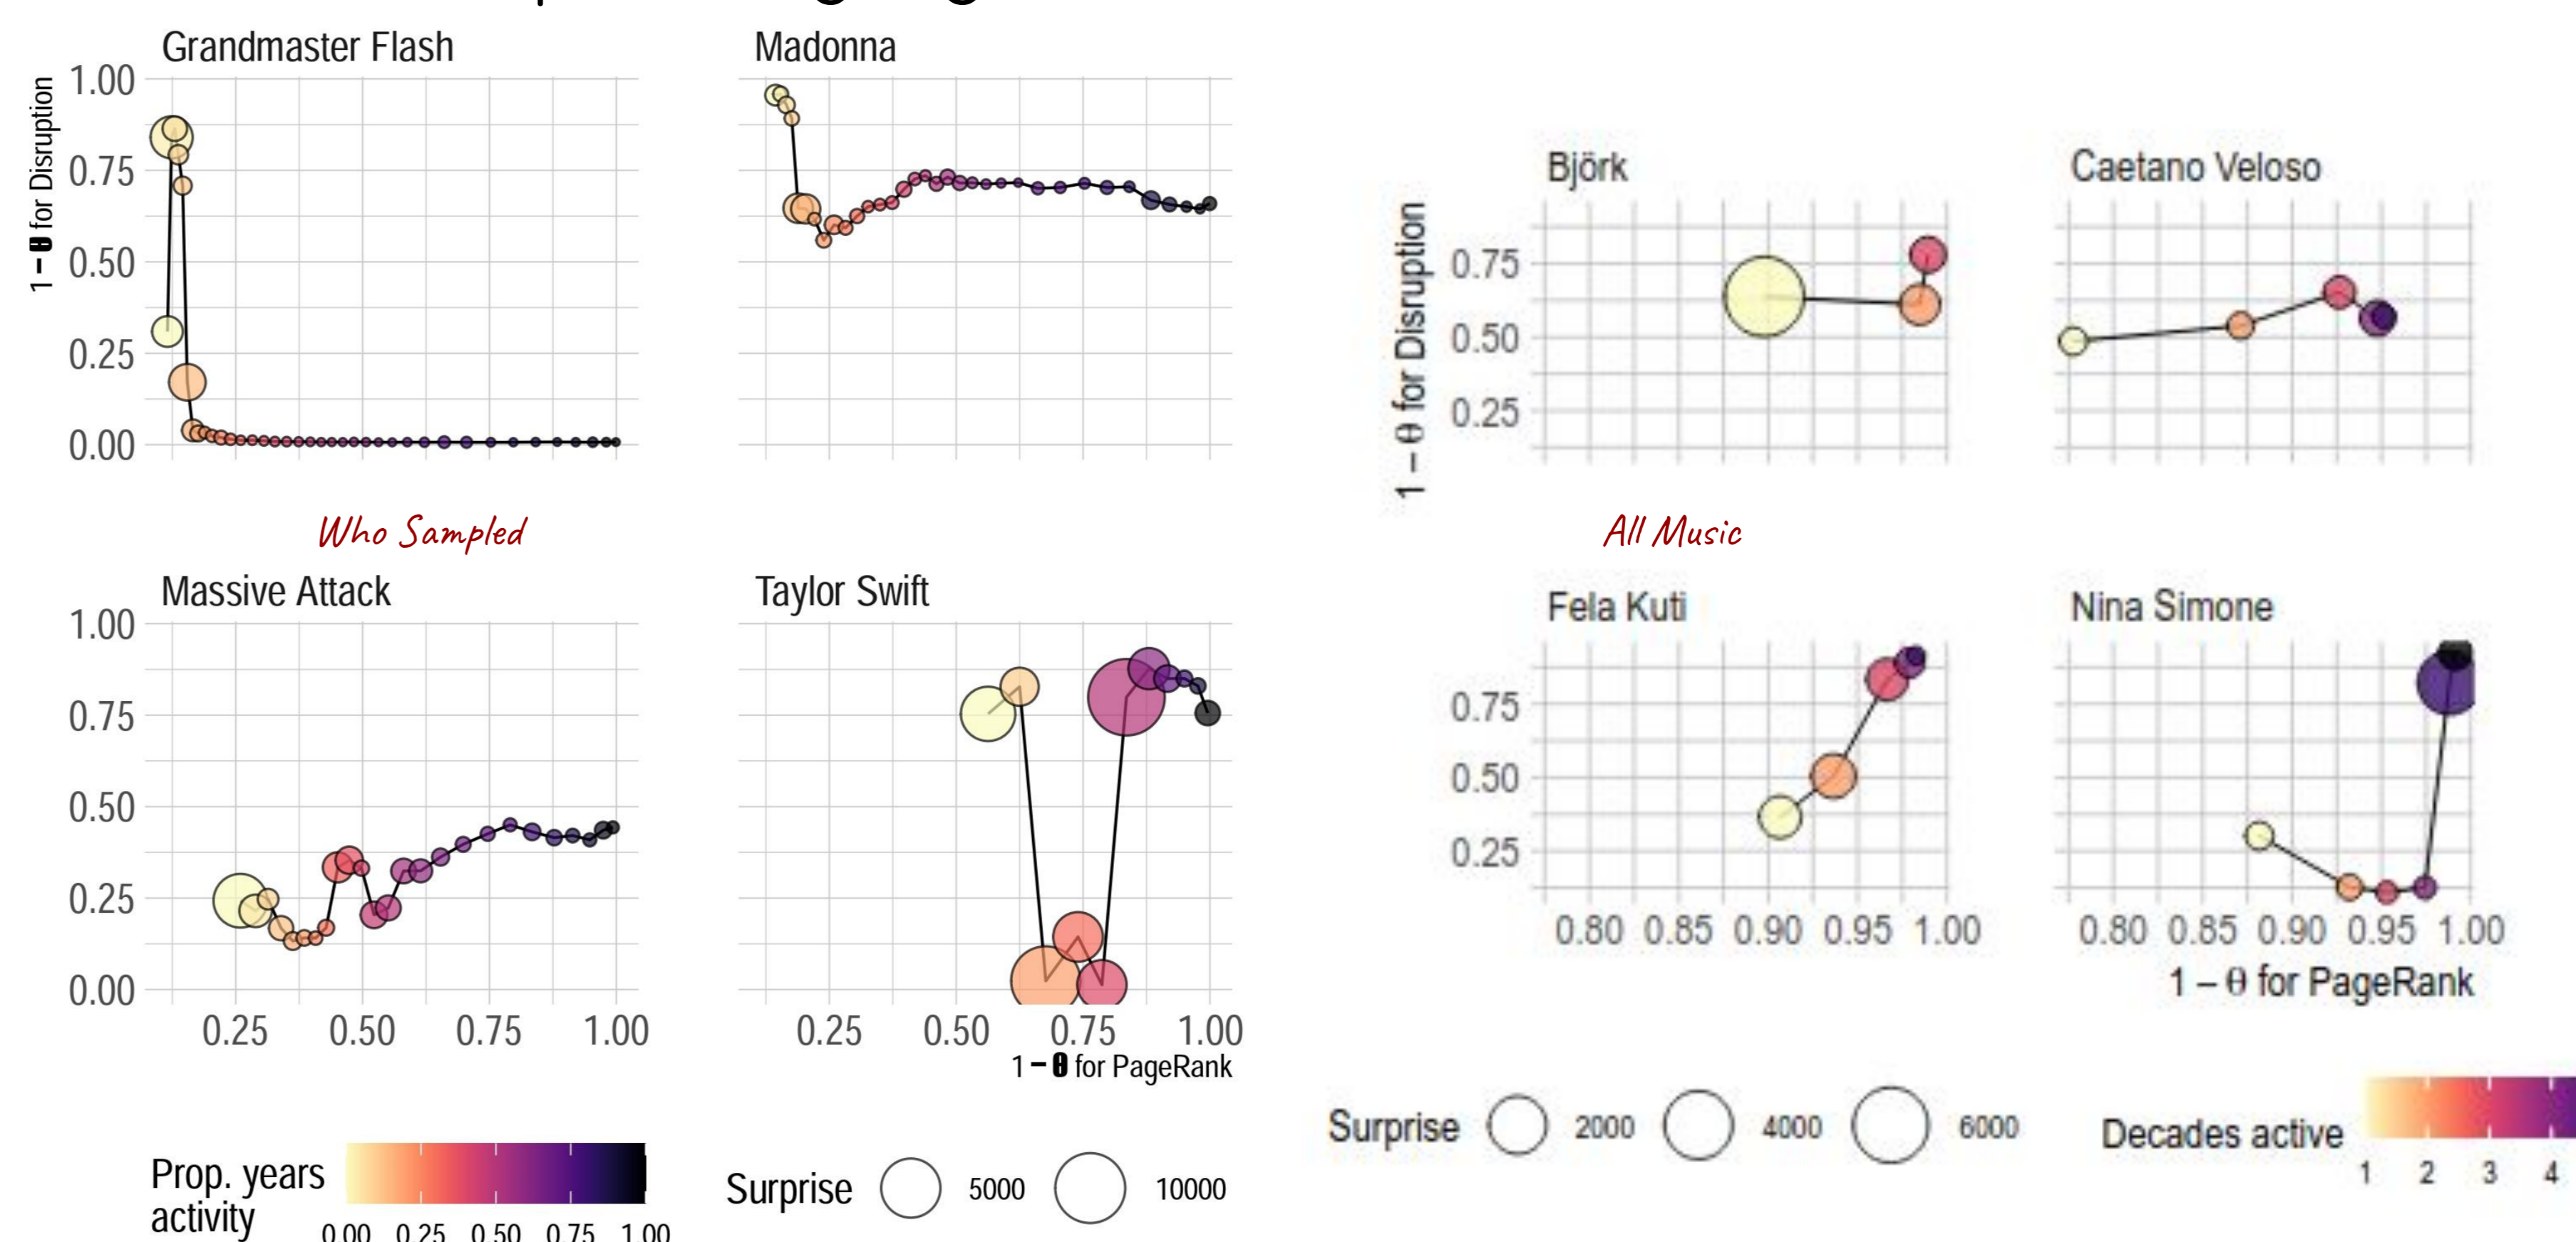 Grandmaster Flash
Madonna
1 – θ for Disruption
1.00
0.75
0.50
0.25
0.00
Björk
Caetano Veloso
1 – θ for Disruption
0.75
0.50
0.25
Who Sampled
All Music
Massive Attack
Taylor Swift
1.00
0.75
0.50
0.25
0.00
0.25 0.50 0.75 1.00
0.25 0.50 0.75 1.00
1 – θ for PageRank
Fela Kuti
Nina Simone
0.75
0.50
0.25
0.80 0.85 0.90 0.95 1.00
0.80 0.85 0.90 0.95 1.00
1 – θ for PageRank
Prop. years
activity
0.00 0.25 0.50 0.75 1.00
Surprise 5000 10000
Surprise 2000 4000 6000
Decades active
1 2 3 4